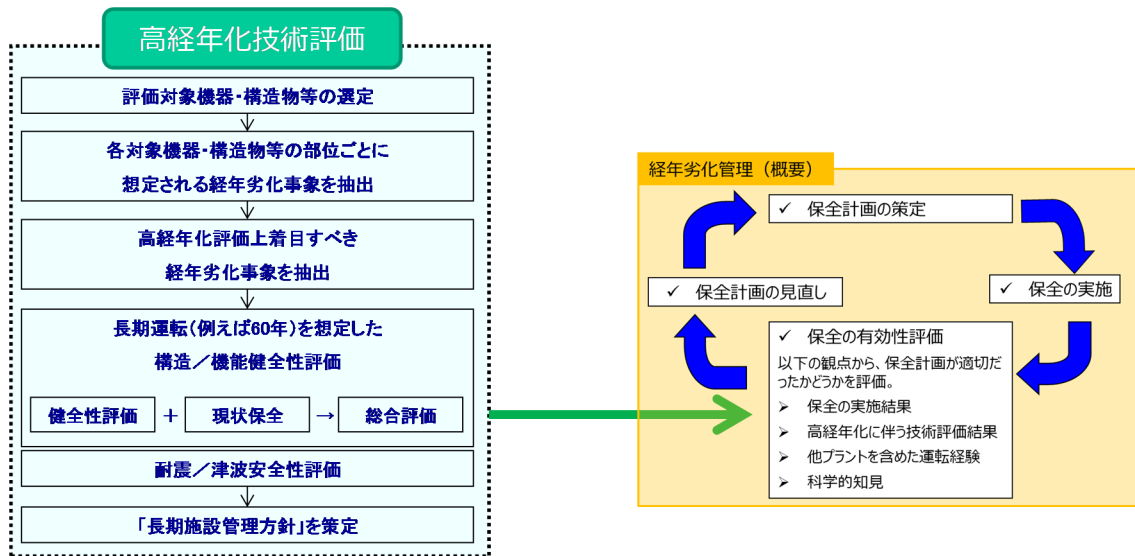 高経年化技術評価
評価対象機器・構造物等の選定
各対象機器・構造物等の部位ごとに
想定される経年劣化事象を抽出
高経年化評価上着目すべき
経年劣化事象を抽出
長期運転(例えば60年)を想定した
構造／機能健全性評価
健全性評価 + 現状保全 → 総合評価
耐震／津波安全性評価
「長期施設管理方針」を策定
経年劣化管理（概要）
✓ 保全計画の策定
✓ 保全の実施
✓ 保全計画の見直し
✓ 保全の有効性評価
以下の観点から、保全計画が適切だ
ったかどうかを評価。
➢ 保全の実施結果
➢ 高経年化に伴う技術評価結果
➢ 他プラントを含めた運転経験
➢ 科学的知見